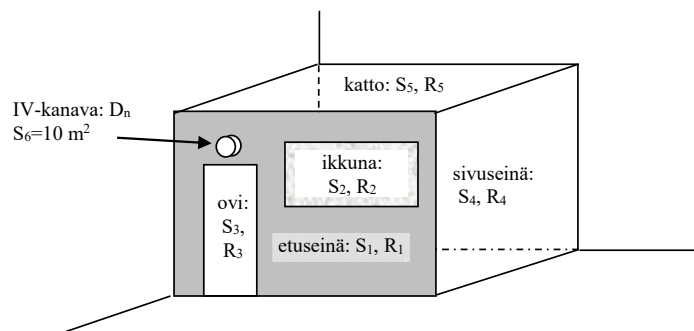 katto: S₅, R₅
IV-kanava: Dₙ
S₆=10 m²
ikkuna:
S₂, R₂
sivuseinä:
S₄, R₄
ovi:
S₃,
R₃
etuseinä: S₁, R₁